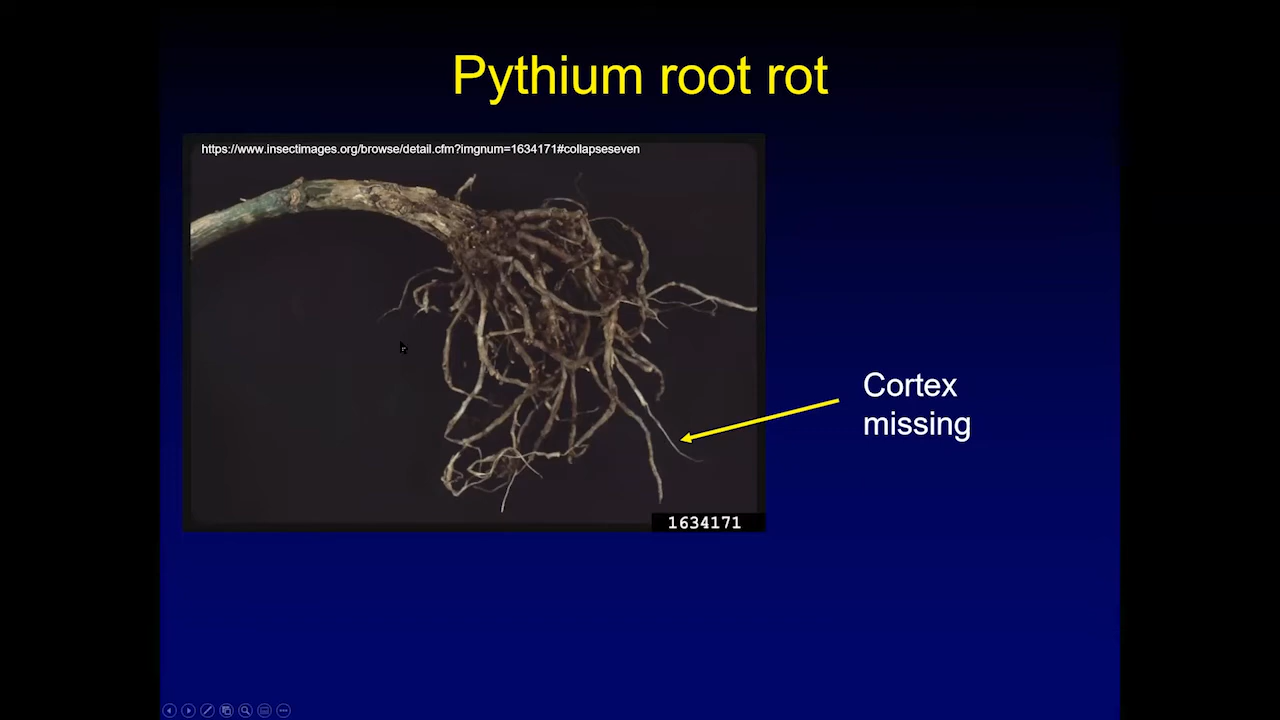 Pythium root rot
https://www.insectimages.org/browse/detail.cfm?imgnum=1634171#collapseseven
Cortex
missing
1634171